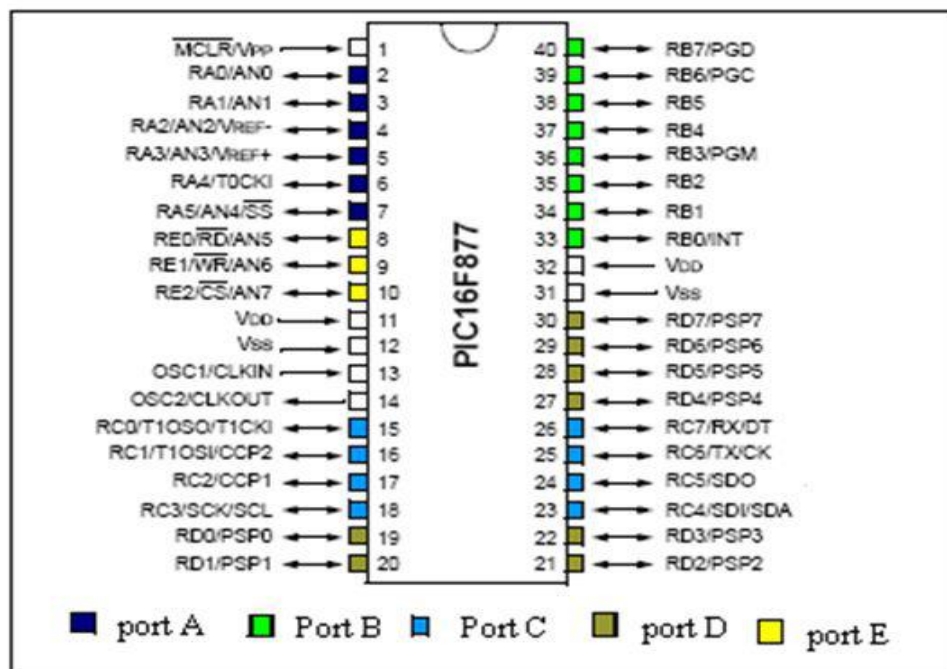 MCLR/VPP 1 40 RB7/PGD
RA0/AN0 2 39 RB6/PGC
RA1/AN1 3 38 RB5
RA2/AN2/VREF- 4 37 RB4
RA3/AN3/VREF+ 5 36 RB3/PGM
RA4/T0CKI 6 35 RB2
RA5/AN4/SS 7 34 RB1
RE0/RD/AN5 8 33 RB0/INT
RE1/WR/AN6 9 32 VDD
RE2/CS/AN7 10 31 VSS
VDD 11 30 RD7/PSP7
VSS 12 29 RD6/PSP6
OSC1/CLKIN 13 28 RD5/PSP5
OSC2/CLKOUT 14 27 RD4/PSP4
RC0/T1OSO/T1CKI 15 26 RC7/RX/DT
RC1/T1OSI/CCP2 16 25 RC6/TX/CK
RC2/CCP1 17 24 RC5/SDO
RC3/SCK/SCL 18 23 RC4/SDI/SDA
RD0/PSP0 19 22 RD3/PSP3
RD1/PSP1 20 21 RD2/PSP2
PIC16F877
port A Port B Port C port D port E